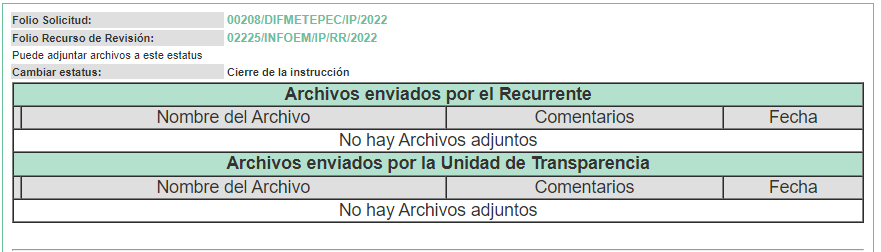 Folio Solicitud: 00208/DIFMETEPEC/IP/2022
Folio Recurso de Revisión: 02225/INFOEM/IP/RR/2022
Puede adjuntar archivos a este estatus
Cambiar estatus: Cierre de la instrucción
Archivos enviados por el Recurrente
Nombre del Archivo Comentarios Fecha
No hay Archivos adjuntos
Archivos enviados por la Unidad de Transparencia
Nombre del Archivo Comentarios Fecha
No hay Archivos adjuntos